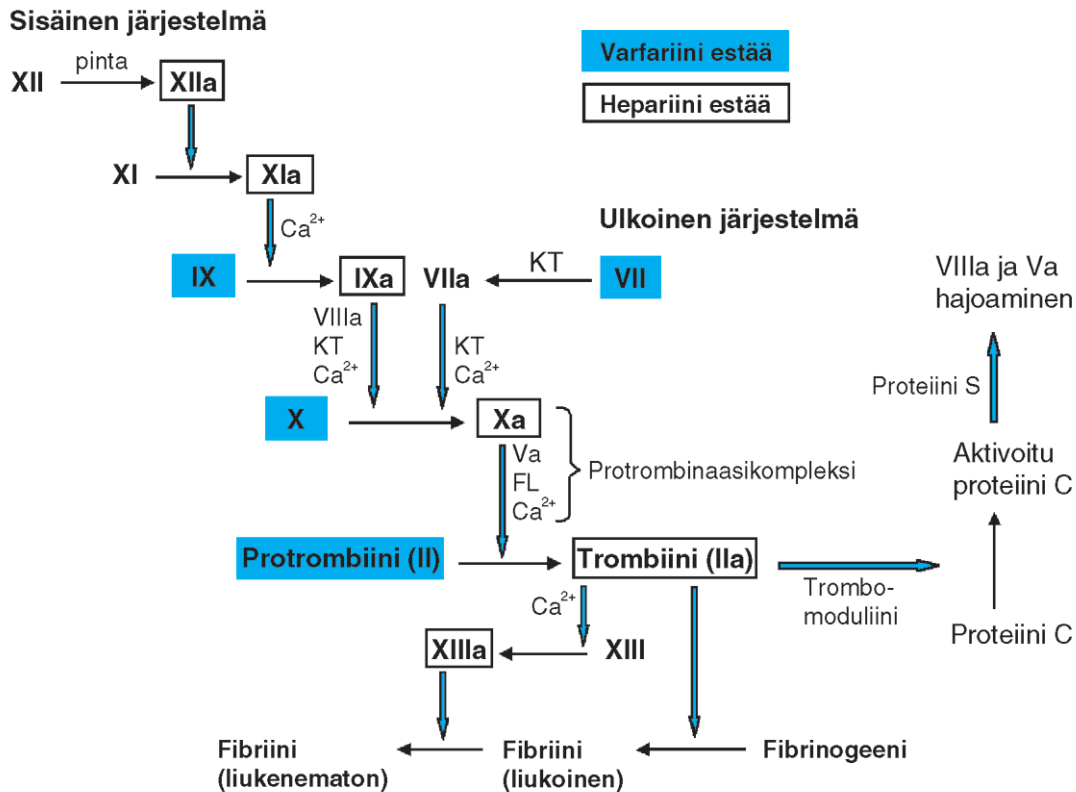 Sisäinen järjestelmä
Varfariini estää
Hepariini estää
XII
pinta
XIIa
XI
XIa
Ca²⁺
Ulkoinen järjestelmä
IX
IXa
VIIa
KT
VII
VIIIa ja Va
hajoaminen
VIIIa
KT
Ca²⁺
KT
Ca²⁺
Proteiini S
X
Xa
Va
FL
Ca²⁺
Protrombinaasikompleksi
Aktivoitu
proteiini C
Protrombiini (II)
Trombiini (IIa)
Trombo-
moduliini
Ca²⁺
Proteiini C
XIIIa
XIII
Fibriini
(liukenematon)
Fibriini
(liukoinen)
Fibrinogeeni